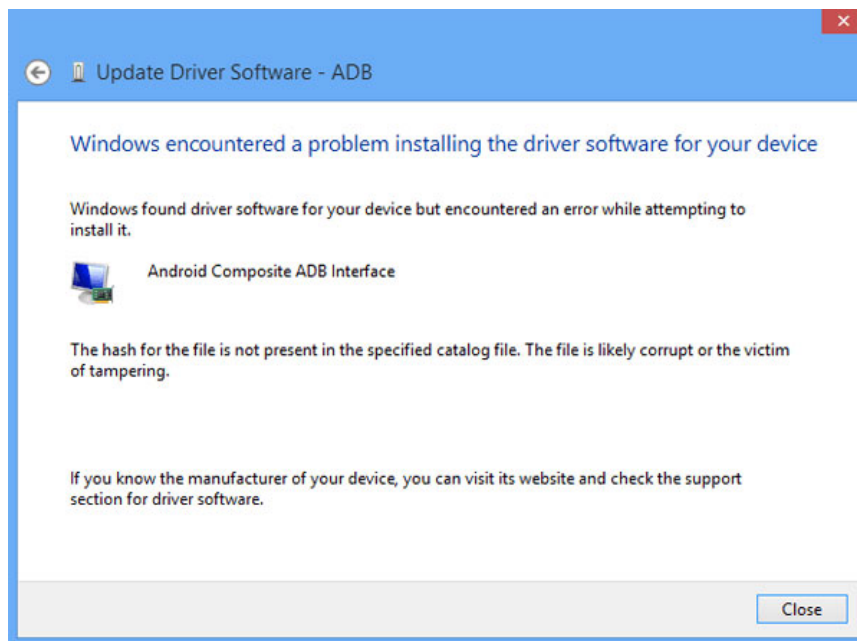 Update Driver Software - ADB
Windows encountered a problem installing the driver software for your device
Windows found driver software for your device but encountered an error while attempting to
install it.
Android Composite ADB Interface
The hash for the file is not present in the specified catalog file. The file is likely corrupt or the victim
of tampering.
If you know the manufacturer of your device, you can visit its website and check the support
section for driver software.
Close